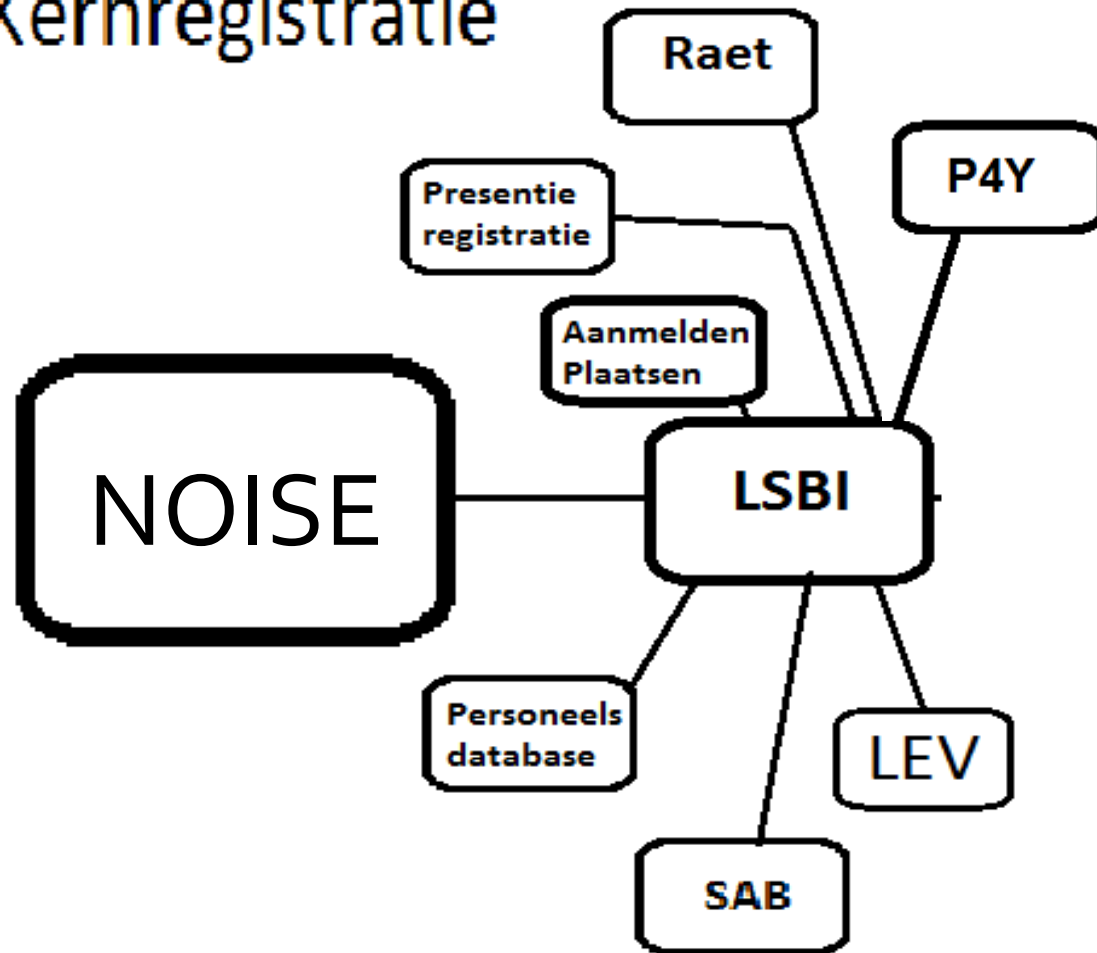 Kernregistratie
Raet
P4Y
Presentie
registratie
Aanmelden
Plaatsen
NOISE
LSBI
Personeels
database
LEV
SAB